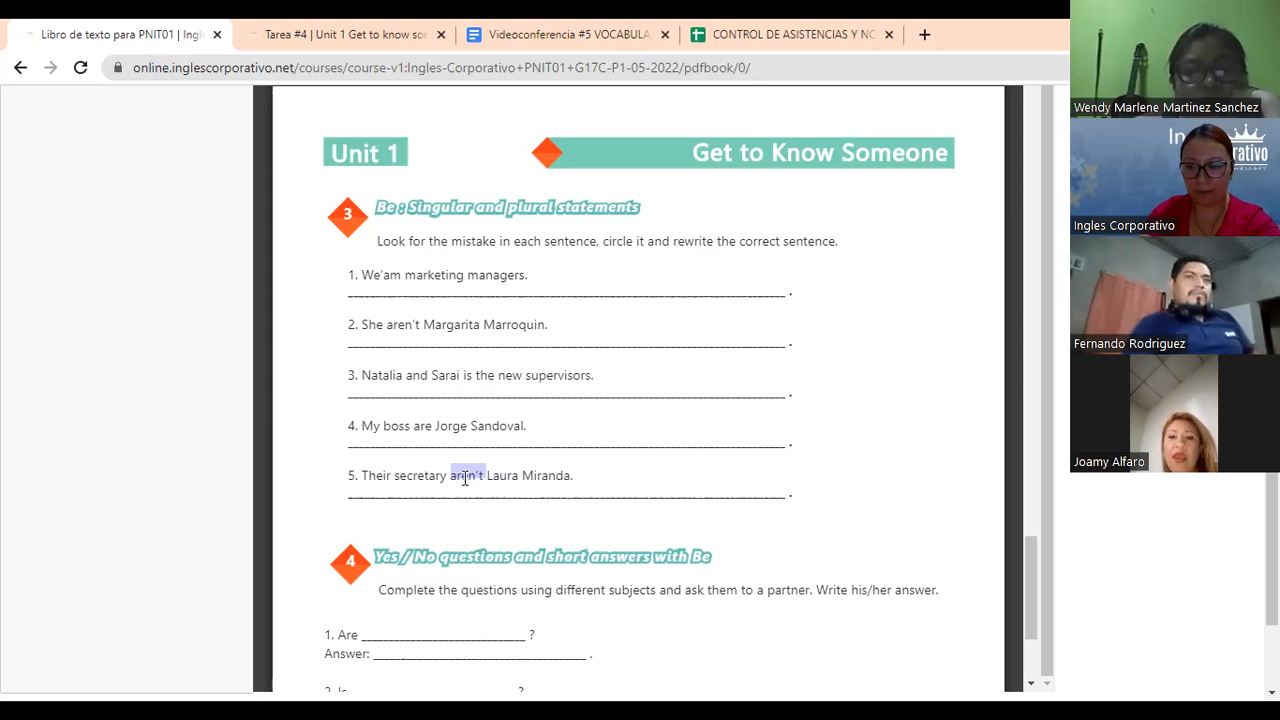 Libro de texto para PNIT01 | Ingl
Tarea #4 | Unit 1 Get to know so
Videoconferencia #5 VOCABULA
CONTROL DE ASISTENCIAS Y NO
online.inglescorporativo.net/courses/course-v1:Ingles-Corporativo+PNIT01+G17C-P1-05-2022/pdfbook/0/
Unit 1
Get to Know Someone
3
Be : Singular and plural statements
Look for the mistake in each sentence, circle it and rewrite the correct sentence.
1. We'am marketing managers.
2. She aren't Margarita Marroquin.
3. Natalia and Sarai is the new supervisors.
4. My boss are Jorge Sandoval.
5. Their secretary aren't Laura Miranda.
4
Yes / No questions and short answers with Be
Complete the questions using different subjects and ask them to a partner. Write his/her answer.
1. Are ____________________________ ?
Answer: ____________________________________ .
Wendy Marlene Martinez Sanchez
Ingles Corporativo
Fernando Rodriguez
Joamy Alfaro